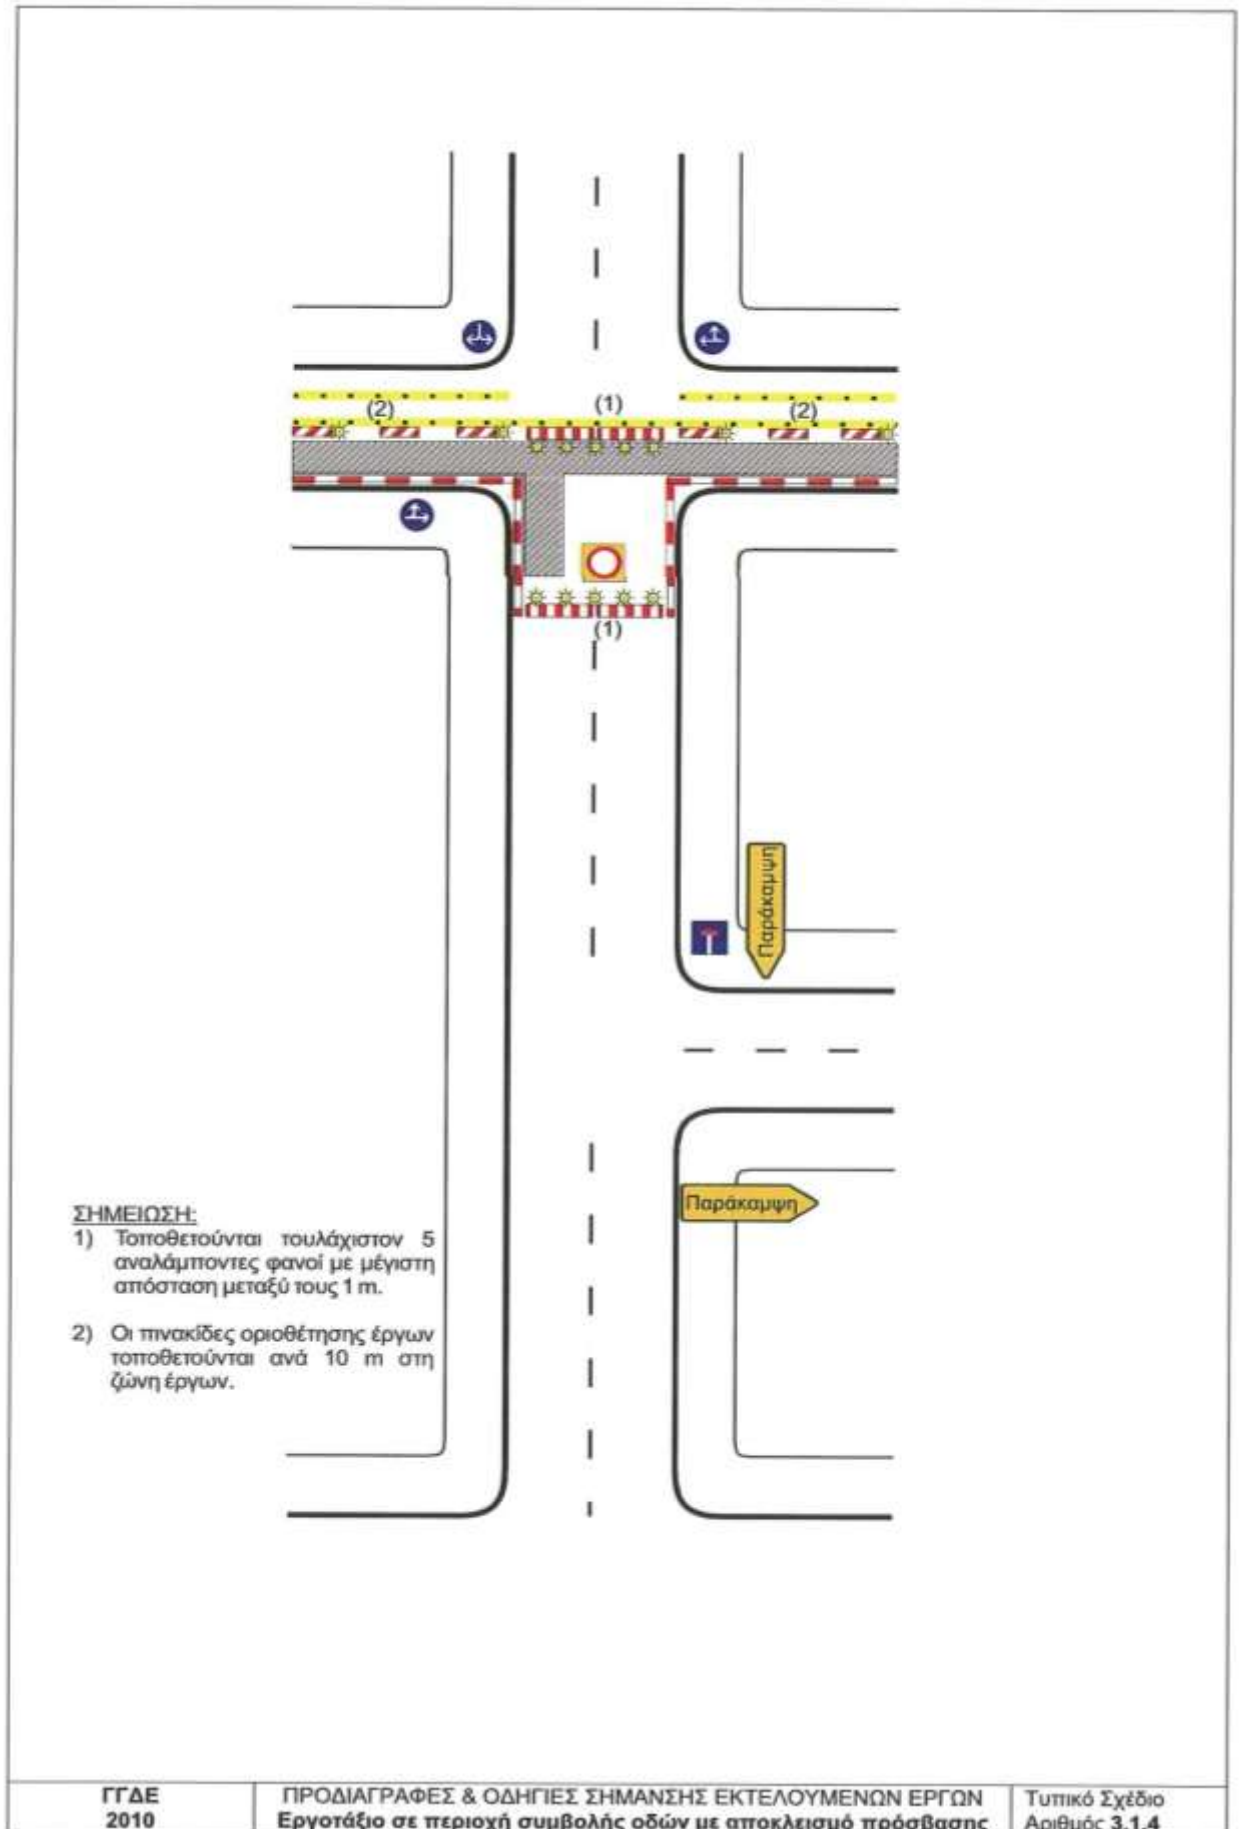 (2)
(1)
(2)
(1)
Παράκαμψη
Παράκαμψη
ΣΗΜΕΙΩΣΗ:
1) Τοποθετούνται τουλάχιστον 5
αναλάμποντες φανοί με μέγιστη
απόσταση μεταξύ τους 1 m.
2) Οι πινακίδες οριοθέτησης έργων
τοποθετούνται ανά 10 m στη
ζώνη έργων.
ΓΓΔΕ
2010
ΠΡΟΔΙΑΓΡΑΦΕΣ & ΟΔΗΓΙΕΣ ΣΗΜΑΝΣΗΣ ΕΚΤΕΛΟΥΜΕΝΩΝ ΕΡΓΩΝ
Εργοτάξιο σε περιοχή συμβολής οδών με αποκλεισμό πρόσβασης
Τυπικό Σχέδιο
Αριθμός 3.1.4